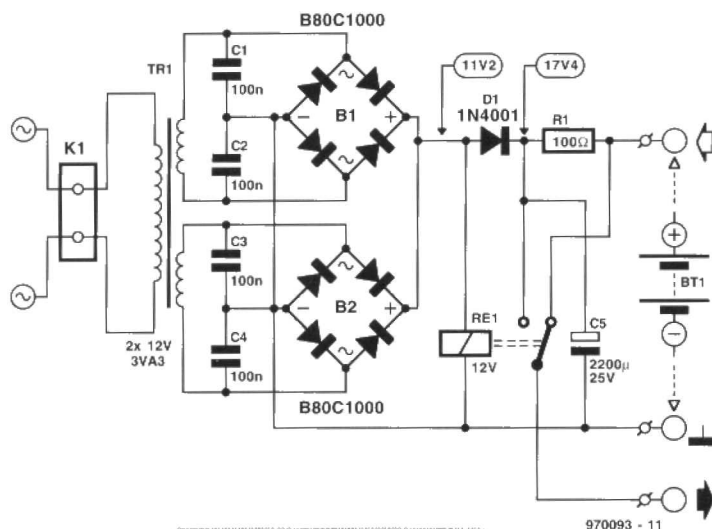 B80C1000
TR1
C1
100n
C2
100n
~
~
−
B1
+
11V2
17V4
D1
1N4001
R1
100Ω
~
K1
~
2x 12V
3VA3
C3
100n
C4
100n
~
~
−
B2
+
B80C1000
RE1
12V
C5
2200µ
25V
+
BT1
−
970093 - 11